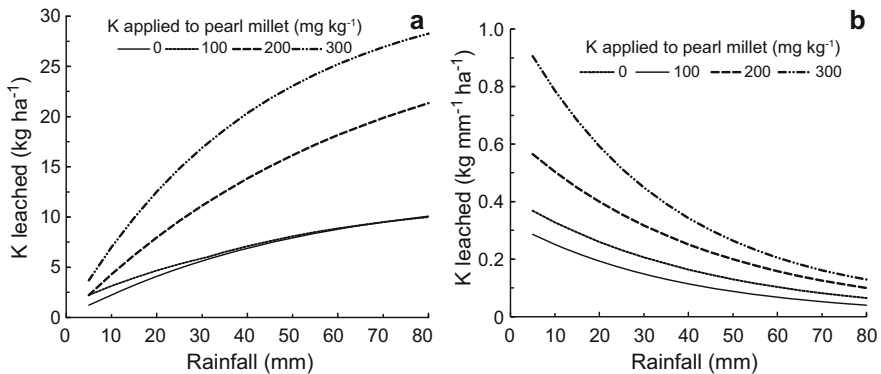 a
K applied to pearl millet (mg kg⁻¹)
0 100 200 300
30
25
20
15
10
5
0
K leached (kg ha⁻¹)
0 10 20 30 40 50 60 70 80
Rainfall (mm)
b
K applied to pearl millet (mg kg⁻¹)
0 100 200 300
1.0
0.8
0.6
0.4
0.2
0
K leached (kg mm⁻¹ ha⁻¹)
0 10 20 30 40 50 60 70 80
Rainfall (mm)